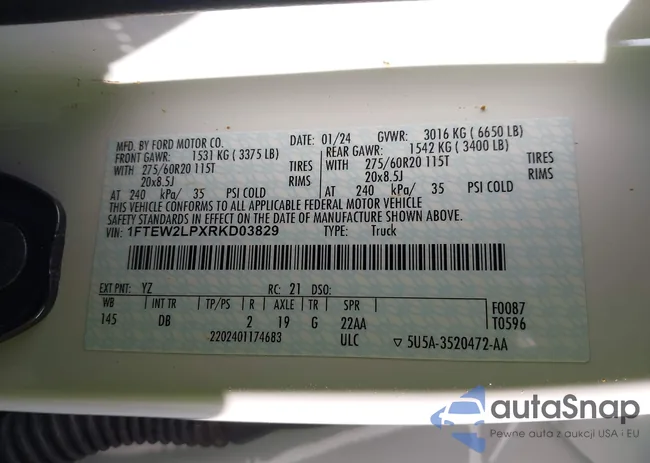 MFD. BY FORD MOTOR CO.
DATE: 01/24 GVWR: 3016 KG ( 6650 LB)
FRONT GAWR: 1531 KG ( 3375 LB) REAR GAWR: 1542 KG ( 3400 LB)
WITH 275/60R20 115T TIRES WITH 275/60R20 115T TIRES
20x8.5J RIMS 20x8.5J RIMS
AT 240 kPa/ 35 PSI COLD AT 240 kPa/ 35 PSI COLD
THIS VEHICLE CONFORMS TO ALL APPLICABLE FEDERAL MOTOR VEHICLE
SAFETY STANDARDS IN EFFECT ON THE DATE OF MANUFACTURE SHOWN ABOVE.
VIN: 1FTEW2LPXRKD03829 TYPE: Truck
EXT PNT: YZ RC: 21 DSO:
WB INT TR TP/PS R AXLE TR SPR
145 DB 2 19 G 22AA
2202401174683 ULC
F0087
T0596
▽ 5U5A-3520472-AA
autaSnap
Pewne auta z aukcji USA i EU